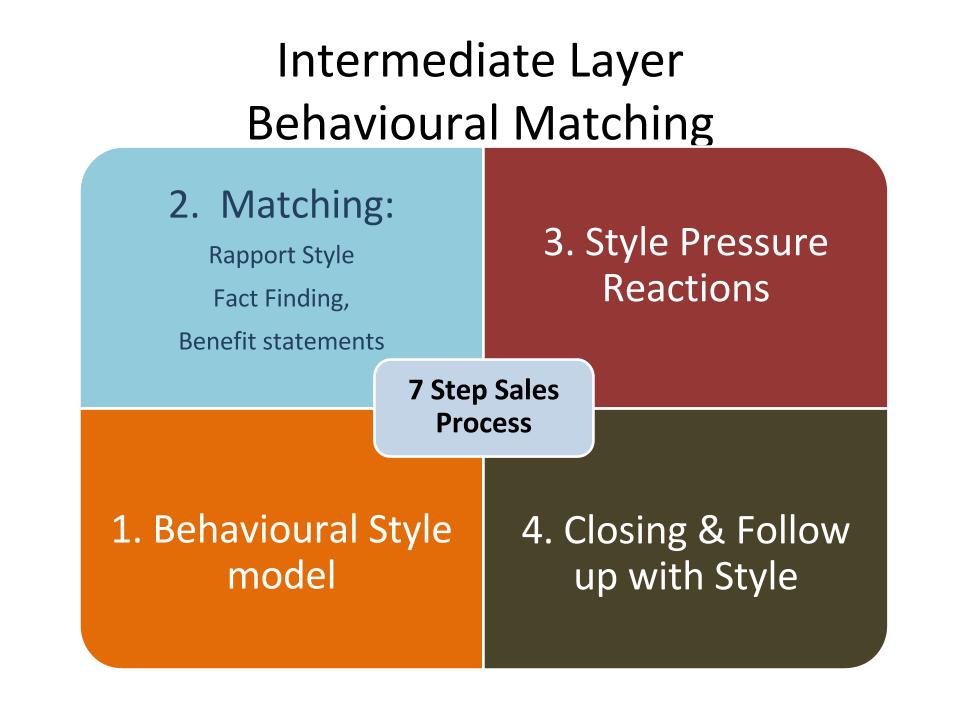 Intermediate Layer
Behavioural Matching
2. Matching:
Rapport Style
Fact Finding,
Benefit statements
3. Style Pressure
Reactions
7 Step Sales
Process
1. Behavioural Style
model
4. Closing & Follow
up with Style